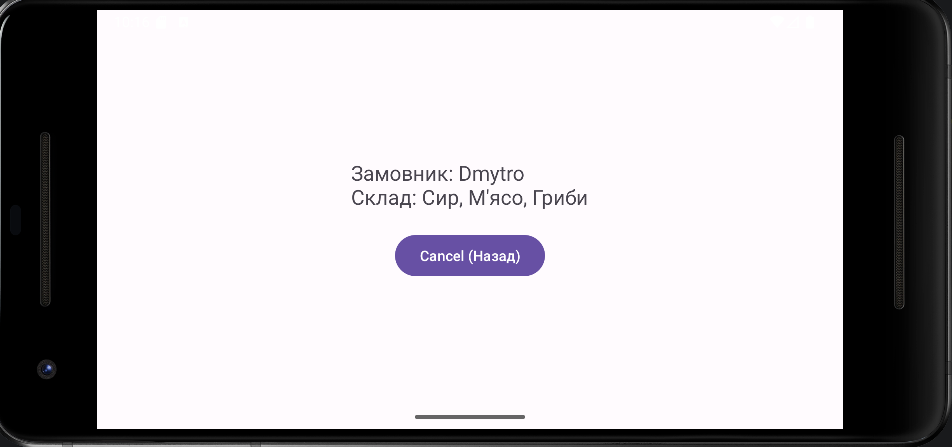 Замовник: Dmytro
Склад: Сир, М'ясо, Гриби
Cancel (Назад)